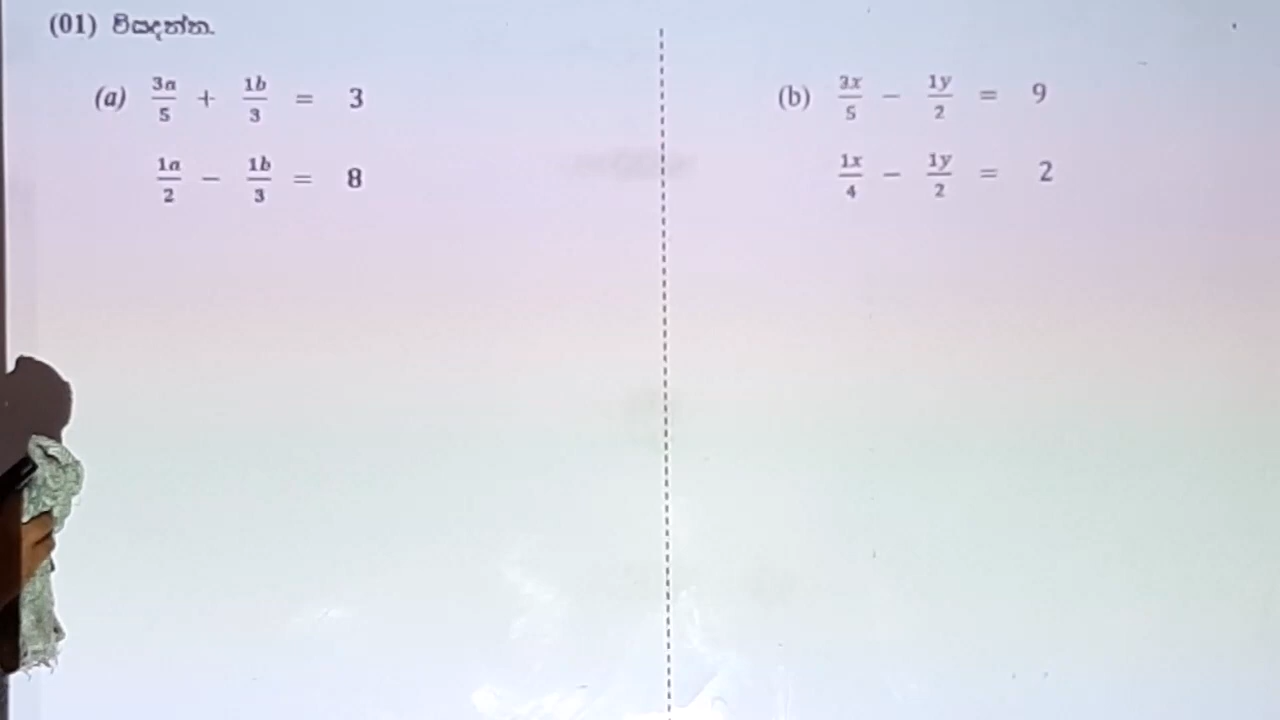 (01) විසඳන්න.
(a) 3a/5 + 1b/3 = 3
1a/2 − 1b/3 = 8
(b) 3x/5 − 1y/2 = 9
1x/4 − 1y/2 = 2